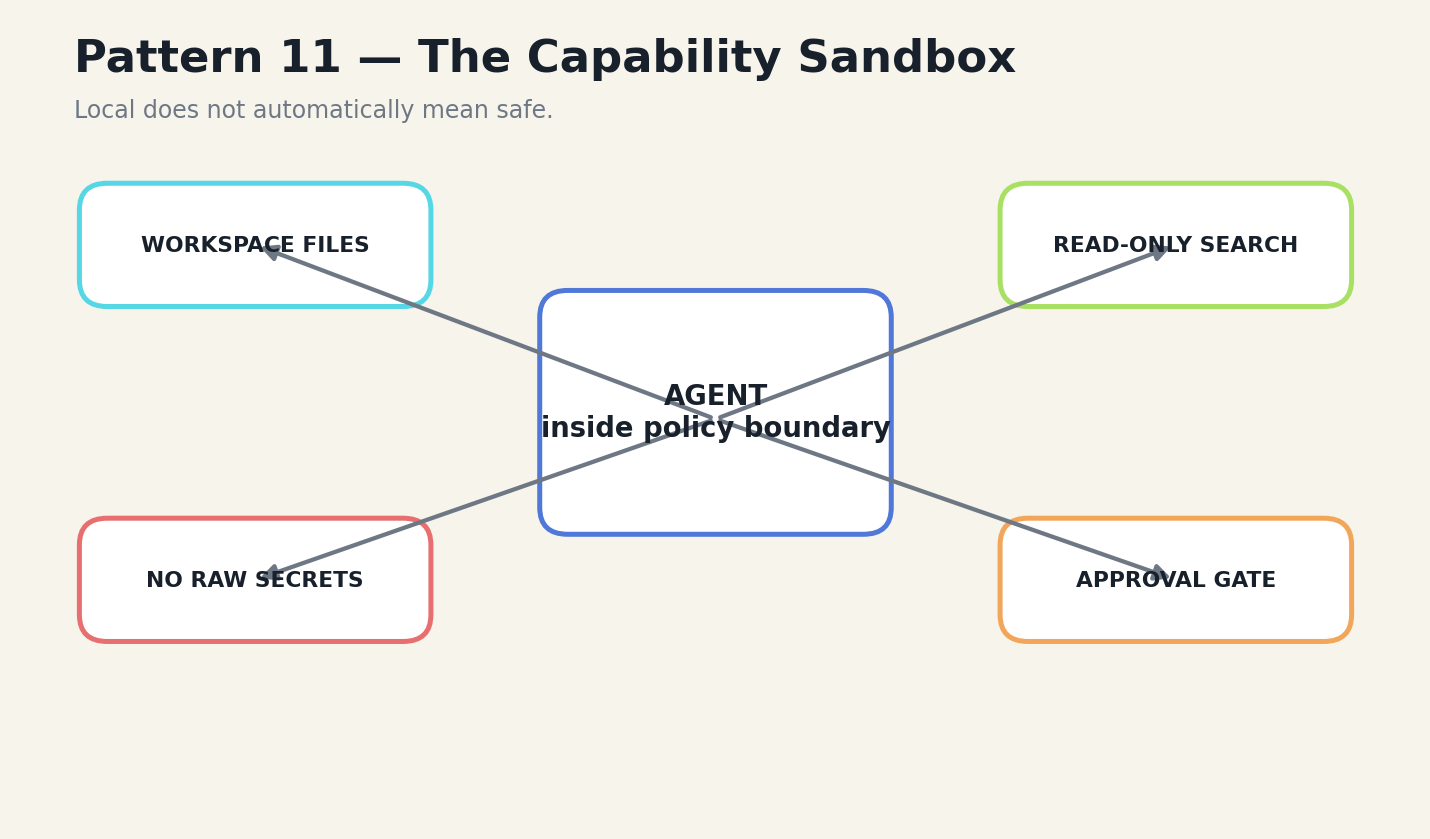 Pattern 11 — The Capability Sandbox
Local does not automatically mean safe.
WORKSPACE FILES
READ-ONLY SEARCH
AGENT
inside policy boundary
NO RAW SECRETS
APPROVAL GATE